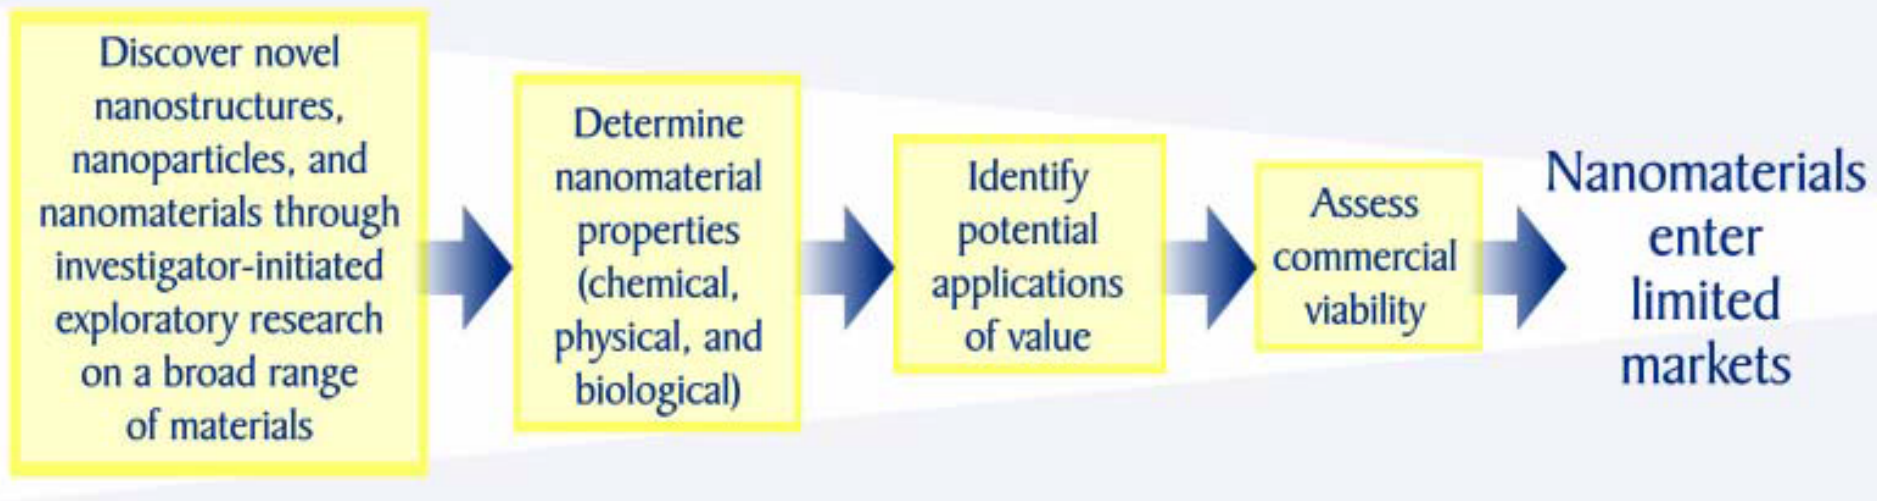 Discover novel
nanostructures,
nanoparticles, and
nanomaterials through
investigator-initiated
exploratory research
on a broad range
of materials
Determine
nanomaterial
properties
(chemical,
physical, and
biological)
Identify
potential
applications
of value
Assess
commercial
viability
Nanomaterials
enter
limited
markets